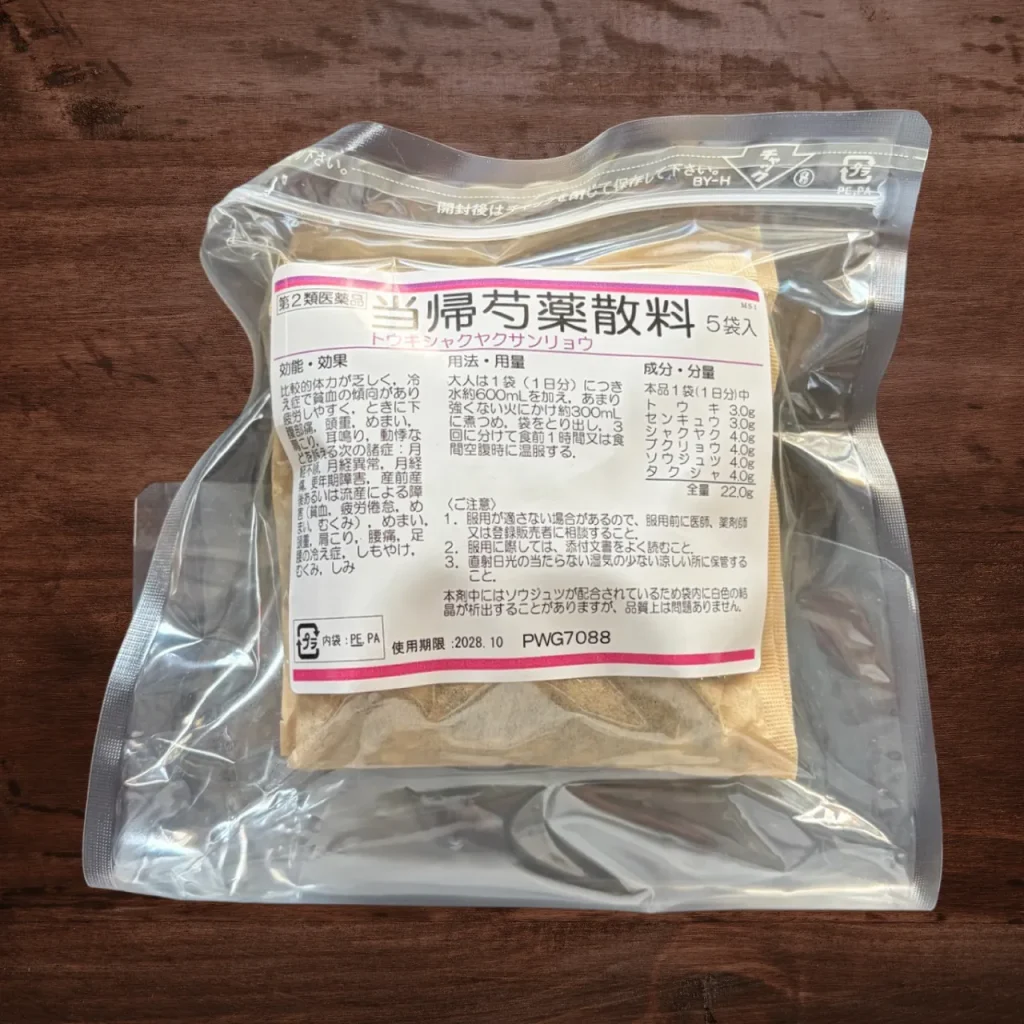 下さい。
開封後はチャックを閉じて保存して下さい。
BY-H
チャック
8
プラ
PE,PA
第2類医薬品
当帰芍薬散料 5袋入
トウキシャクヤクサンリョウ
効能・効果
比較的体力が乏しく、冷
え症で貧血の傾向があり
疲労しやすく、ときに下
腹部痛、頭重、めまい、
肩こり、耳鳴り、動悸な
どを訴える次の諸症:月
経不順、月経異常、月経
痛、更年期障害、産前産
後あるいは流産による障
害(貧血、疲労倦怠、め
まい、むくみ)、めまい、
頭重、肩こり、腰痛、足
腰の冷え症、しもやけ、
むくみ、しみ
用法・用量
大人は1袋(1日分)につき
水約600mLを加え、あまり
強くない火にかけ約300mL
に煮つめ、袋をとり出し、3
回に分けて食前1時間又は食
間空腹時に温服する.
成分・分量
本品1袋(1日分)中
トウキ 3.0g
センキュウ 3.0g
シャクヤク 4.0g
ブクリョウ 4.0g
ソウジュツ 4.0g
タクシャ 4.0g
全量 22.0g
〈ご注意〉
1. 服用が適さない場合があるので、服用前に医師、薬剤師
又は登録販売者に相談すること.
2. 服用に際しては、添付文書をよく読むこと.
3. 直射日光の当たらない湿気の少ない涼しい所に保管する
こと.
本剤中にはソウジュツが配合されているため袋内に白色の結
晶が析出することがありますが、品質上は問題ありません.
プラ 内袋:PE,PA
使用期限:2028.10 PWG7088